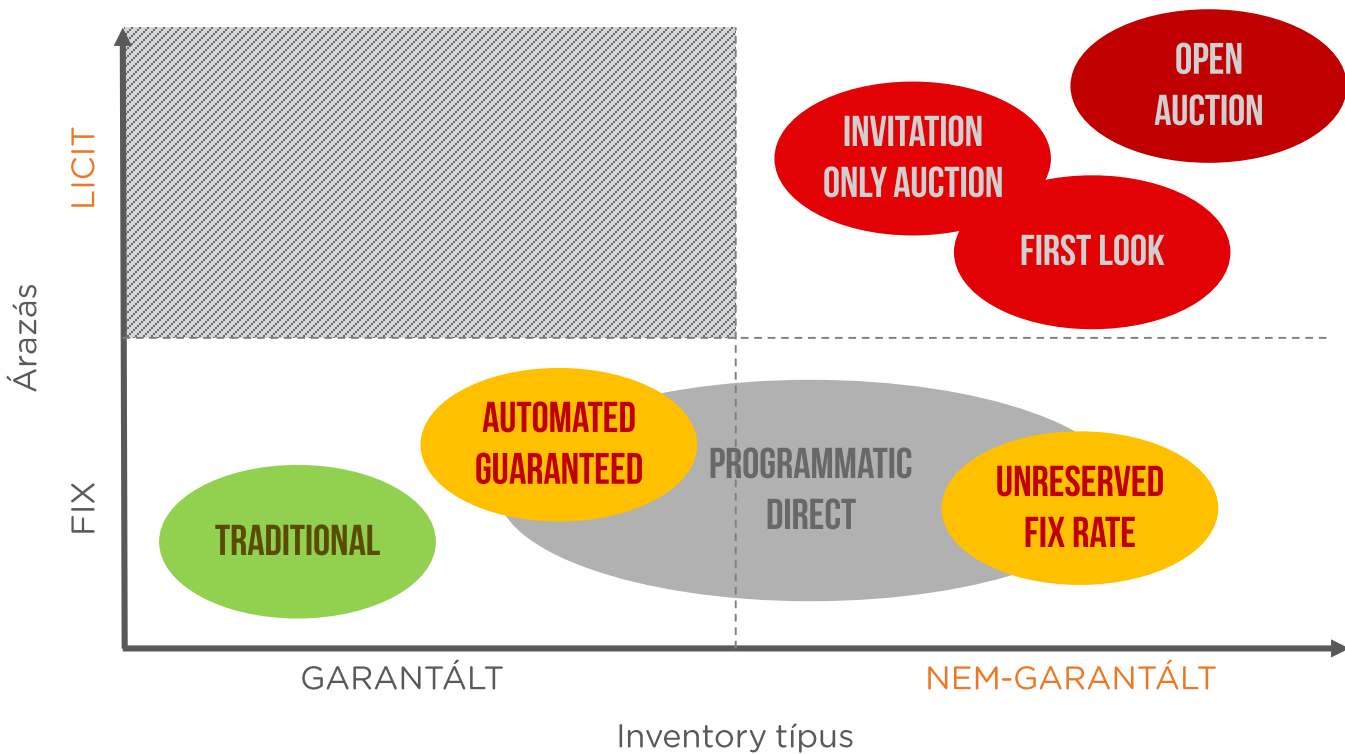 OPEN
AUCTION
INVITATION
ONLY AUCTION
FIRST LOOK
LICIT
Árazás
FIX
AUTOMATED
GUARANTEED
PROGRAMMATIC
DIRECT
UNRESERVED
FIX RATE
TRADITIONAL
GARANTÁLT
NEM-GARANTÁLT
Inventory típus